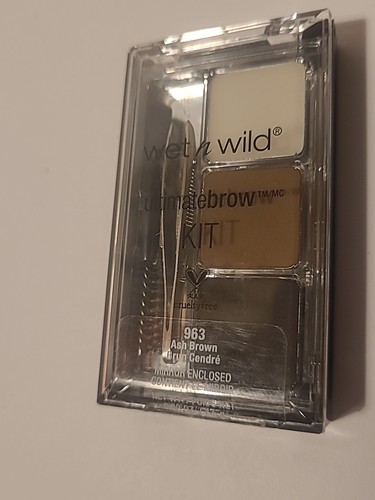 wet n wild®
ultimatebrow™/MC
KIT
cruelty free
963
Ash Brown
Brun Cendré
MIRROR ENCLOSED